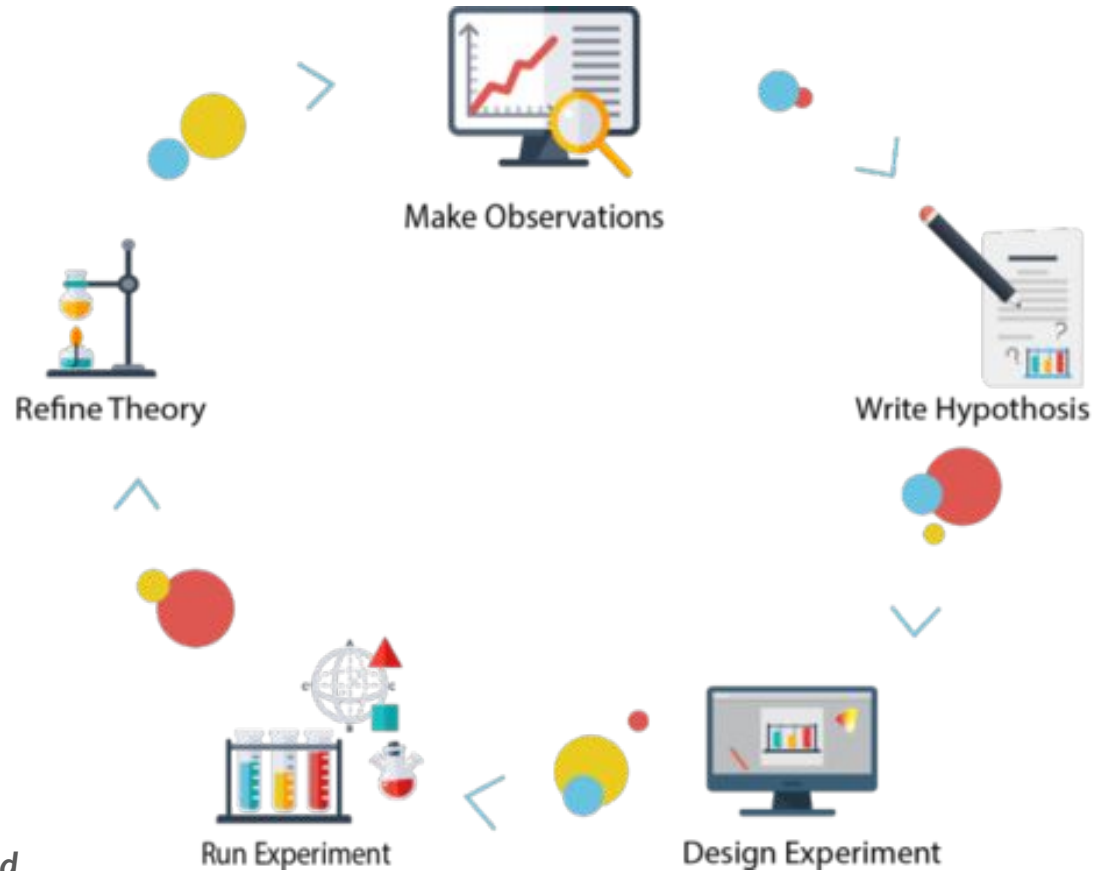 Make Observations
Write Hypothosis
Design Experiment
Run Experiment
Refine Theory